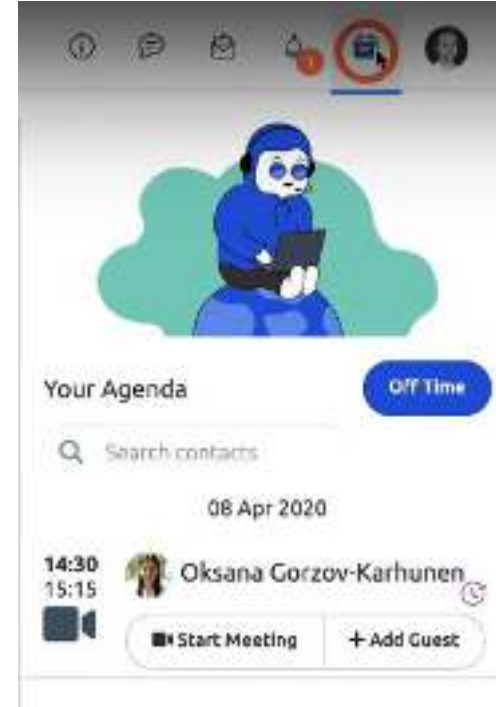 1
Your Agenda
Off Time
Search contacts
08 Apr 2020
14:30
15:15
Oksana Gorzov-Karhunen
Start Meeting
+ Add Guest